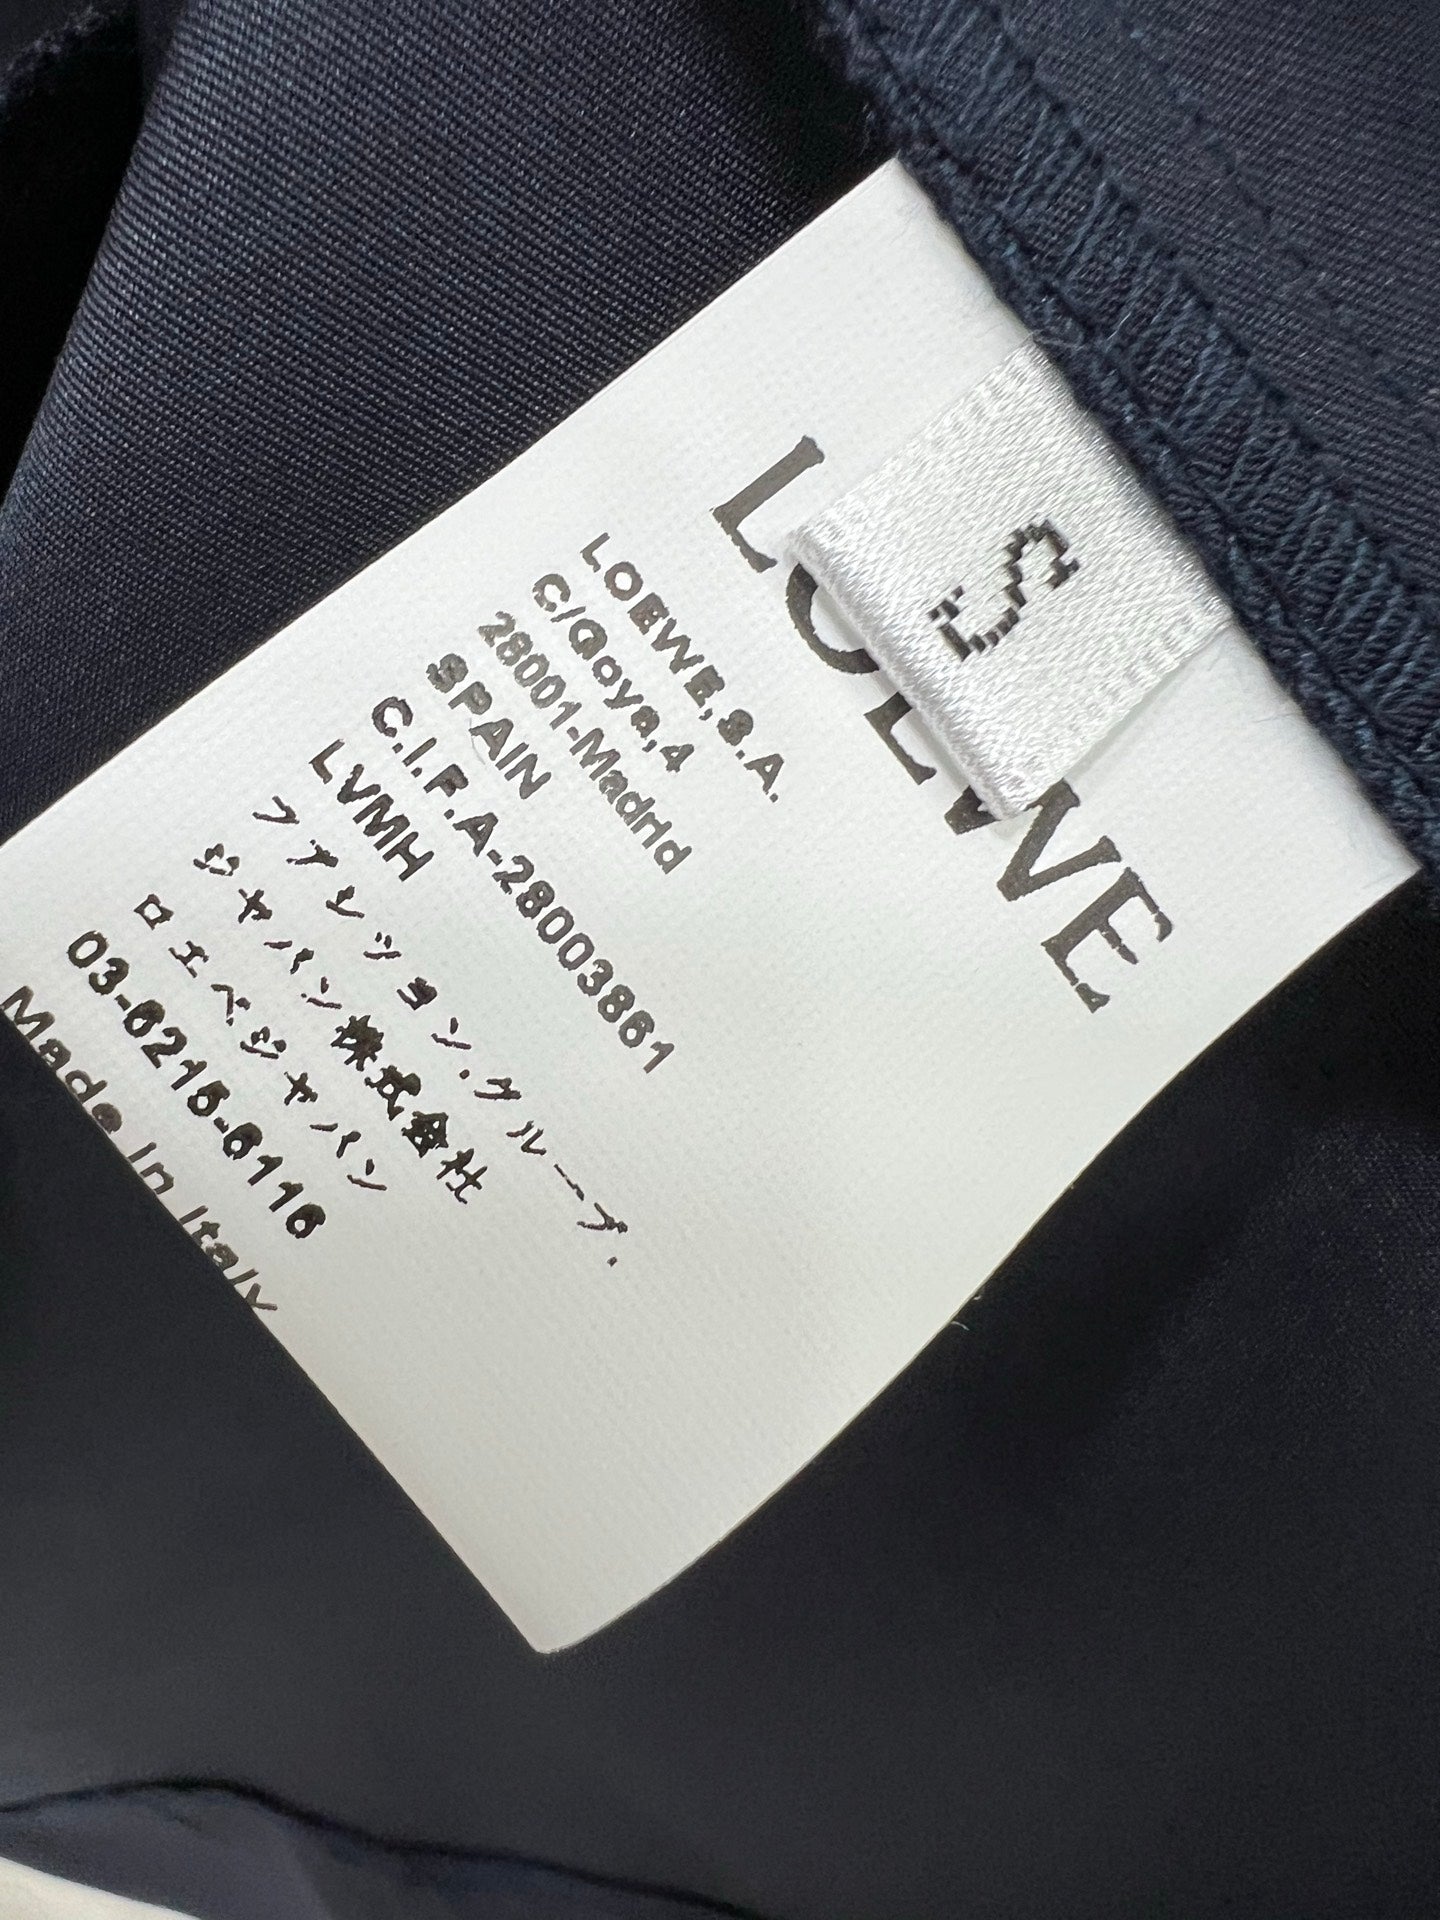 LOEWE
S
LOEWE, S.A.
C/Goya, 4
28001-Madrid
SPAIN
C.I.F.A-28003861
LVMH
ファッション.グループ.
ジャパン株式会社
ロエベジャパン
03-6215-6116
Made In Italy